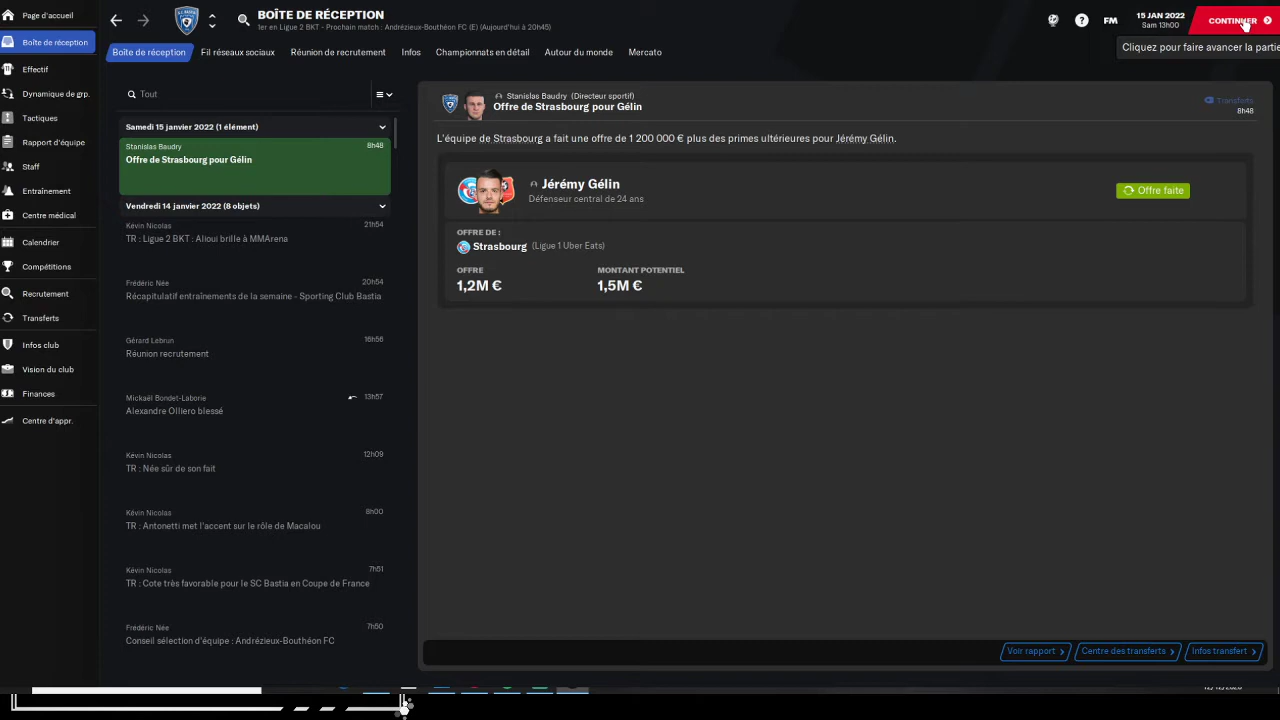 Page d'accueil
Boîte de réception
Effectif
Dynamique de grp.
Tactiques
Rapport d'équipe
Staff
Entraînement
Centre médical
Calendrier
Compétitions
Recrutement
Transferts
Infos club
Vision du club
Finances
Centre d'appr.
BOÎTE DE RÉCEPTION
1er en Ligue 2 BKT - Prochain match : Andrézieux-Bouthéon FC (E) (Aujourd'hui à 20h45)
FM
15 JAN 2022
Sam 13h00
CONTINUER
Cliquez pour faire avancer la partie
Boîte de réception
Fil réseaux sociaux
Réunion de recrutement
Infos
Championnats en détail
Autour du monde
Mercato
Tout
Samedi 15 janvier 2022 (1 élément)
Stanislas Baudry 8h48
Offre de Strasbourg pour Gélin
Vendredi 14 janvier 2022 (8 objets)
Kévin Nicolas 21h54
TR : Ligue 2 BKT : Alioui brille à MMArena
Frédéric Née 20h54
Récapitulatif entraînements de la semaine - Sporting Club Bastia
Gérard Lebrun 16h56
Réunion recrutement
Mickaël Bondet-Laborie 13h57
Alexandre Olliero blessé
Kévin Nicolas 12h09
TR : Née sûr de son fait
Kévin Nicolas 8h00
TR : Antonetti met l'accent sur le rôle de Macalou
Kévin Nicolas 7h51
TR : Cote très favorable pour le SC Bastia en Coupe de France
Frédéric Née 7h50
Conseil sélection d'équipe : Andrézieux-Bouthéon FC
Stanislas Baudry (Directeur sportif)
Offre de Strasbourg pour Gélin
Transferts
8h48
L'équipe de Strasbourg a fait une offre de 1 200 000 € plus des primes ultérieures pour Jérémy Gélin.
Jérémy Gélin
Défenseur central de 24 ans
Offre faite
OFFRE DE :
Strasbourg (Ligue 1 Uber Eats)
OFFRE MONTANT POTENTIEL
1,2M € 1,5M €
Voir rapport
Centre des transferts
Infos transfert